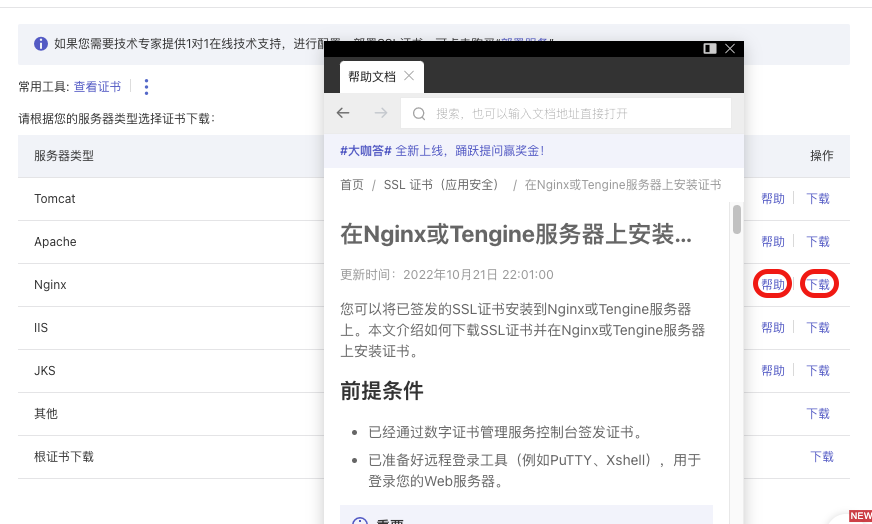 如果您需要技术专家提供1对1在线技术支持，进行配置、部署SSL证书，可点击购买“部署服务”
常用工具: 查看证书
请根据您的服务器类型选择证书下载:
服务器类型
操作
Tomcat
帮助 下载
Apache
帮助 下载
Nginx
帮助 下载
IIS
帮助 下载
JKS
帮助 下载
其他
下载
根证书下载
下载
帮助文档
搜索，也可以输入文档地址直接打开
#大咖答# 全新上线，踊跃提问赢奖金!
首页 / SSL 证书（应用安全） / 在Nginx或Tengine服务器上安装证书
在Nginx或Tengine服务器上安装...
更新时间: 2022年10月21日 22:01:00
您可以将已签发的SSL证书安装到Nginx或Tengine服务器
上。本文介绍如何下载SSL证书并在Nginx或Tengine服务器
上安装证书。
前提条件
已经通过数字证书管理服务控制台签发证书。
已准备好远程登录工具（例如PuTTY、Xshell），用于
登录您的Web服务器。
重要
NEW